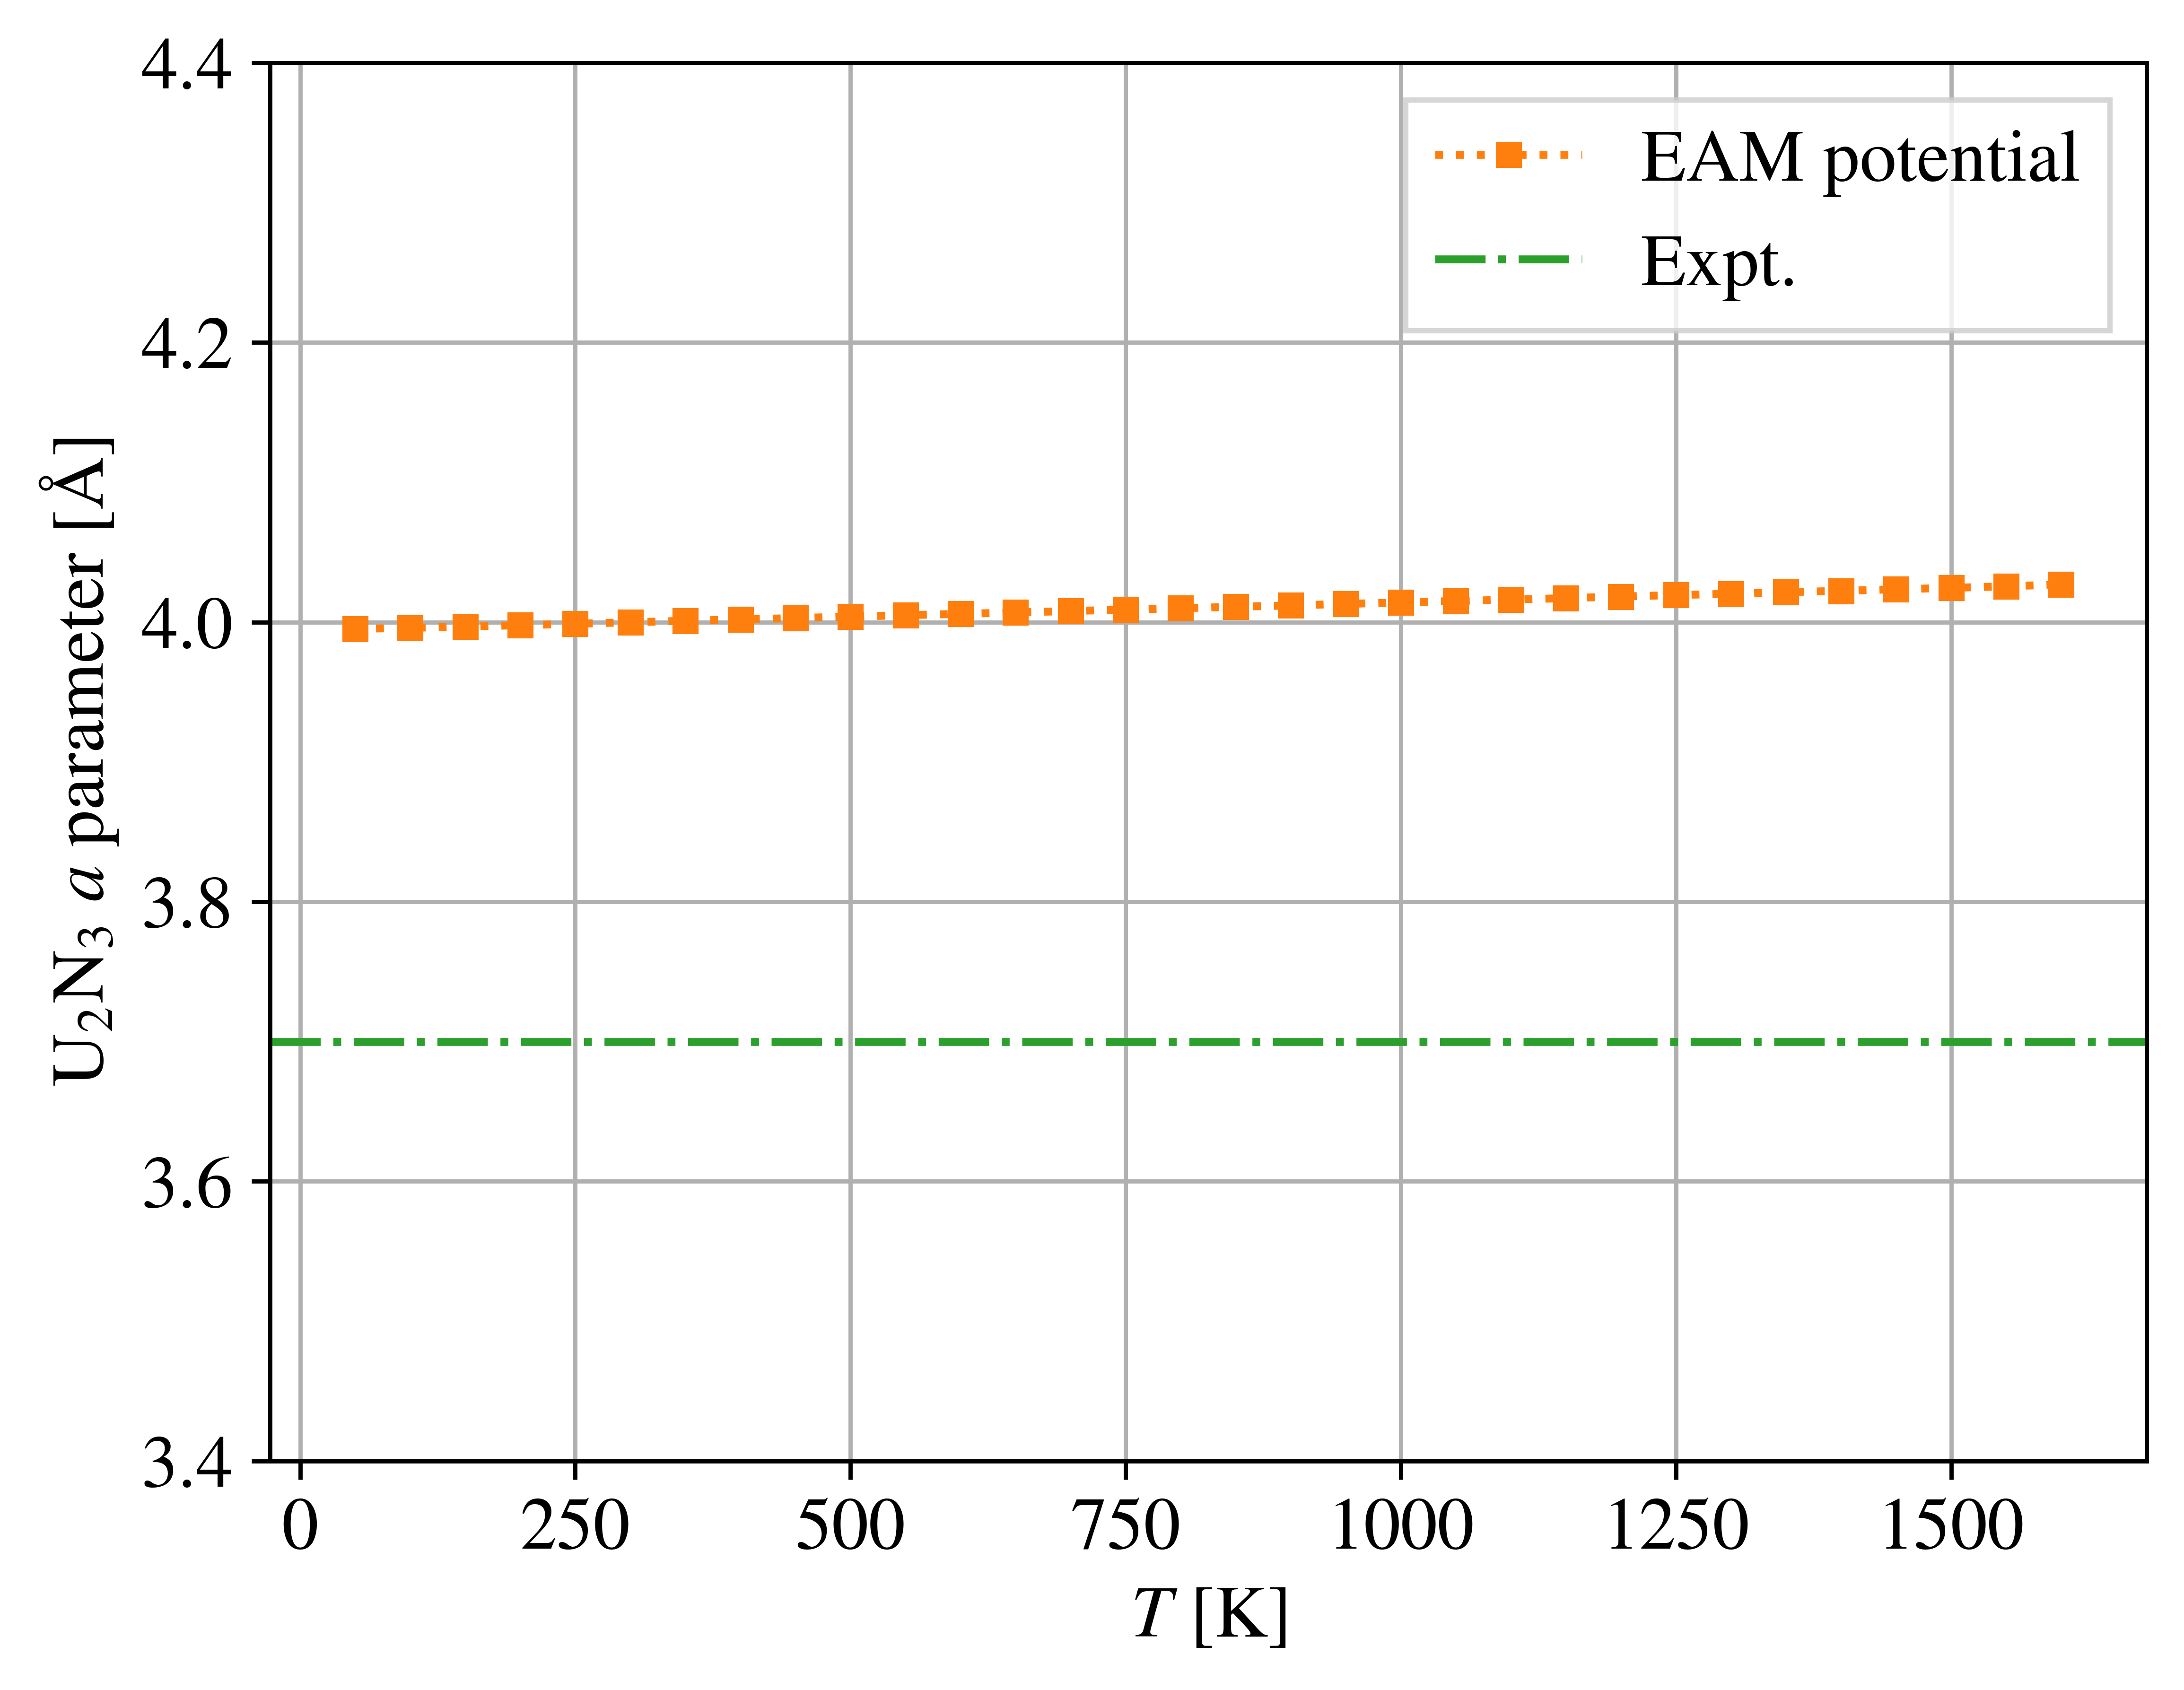 4.4
4.2
4.0
3.8
3.6
3.4
U₂N₃ a parameter [Å]
EAM potential
Expt.
0 250 500 750 1000 1250 1500
T [K]